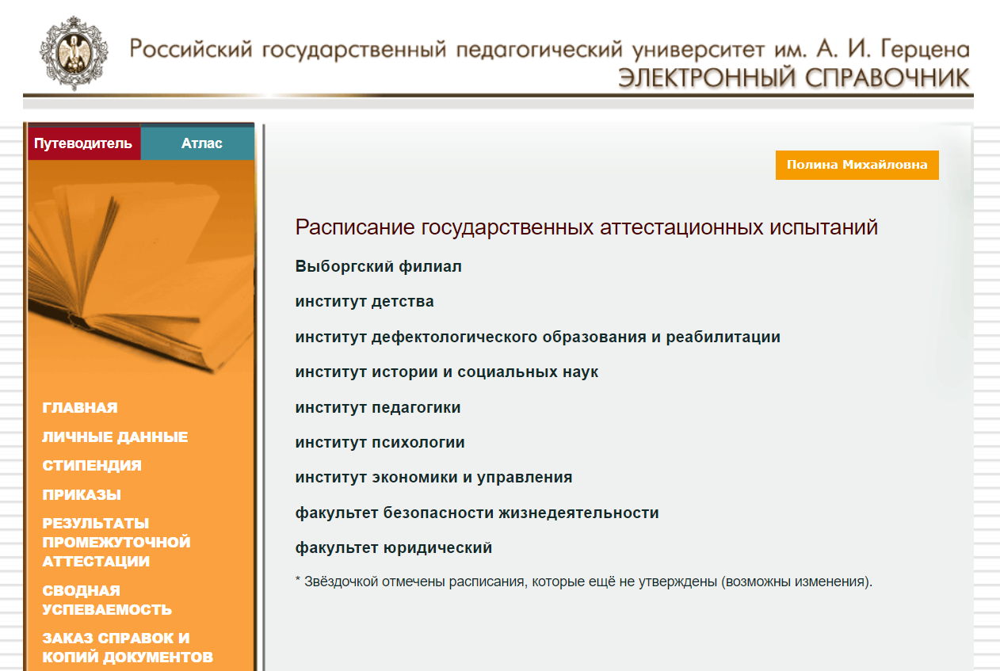 Российский государственный педагогический университет им. А. И. Герцена
ЭЛЕКТРОННЫЙ СПРАВОЧНИК
Путеводитель
Атлас
Полина Михайловна
ГЛАВНАЯ
ЛИЧНЫЕ ДАННЫЕ
СТИПЕНДИЯ
ПРИКАЗЫ
РЕЗУЛЬТАТЫ
ПРОМЕЖУТОЧНОЙ
АТТЕСТАЦИИ
СВОДНАЯ
УСПЕВАЕМОСТЬ
ЗАКАЗ СПРАВОК И
КОПИЙ ДОКУМЕНТОВ
Расписание государственных аттестационных испытаний
Выборгский филиал
институт детства
институт дефектологического образования и реабилитации
институт истории и социальных наук
институт педагогики
институт психологии
институт экономики и управления
факультет безопасности жизнедеятельности
факультет юридический
* Звёздочкой отмечены расписания, которые ещё не утверждены (возможны изменения).